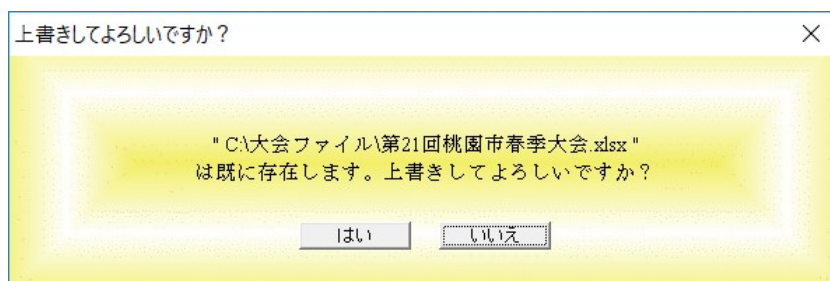 上書きしてよろしいですか？
" C:\大会ファイル\第21回桃園市春季大会.xlsx "
は既に存在します。上書きしてよろしいですか？
はい いいえ